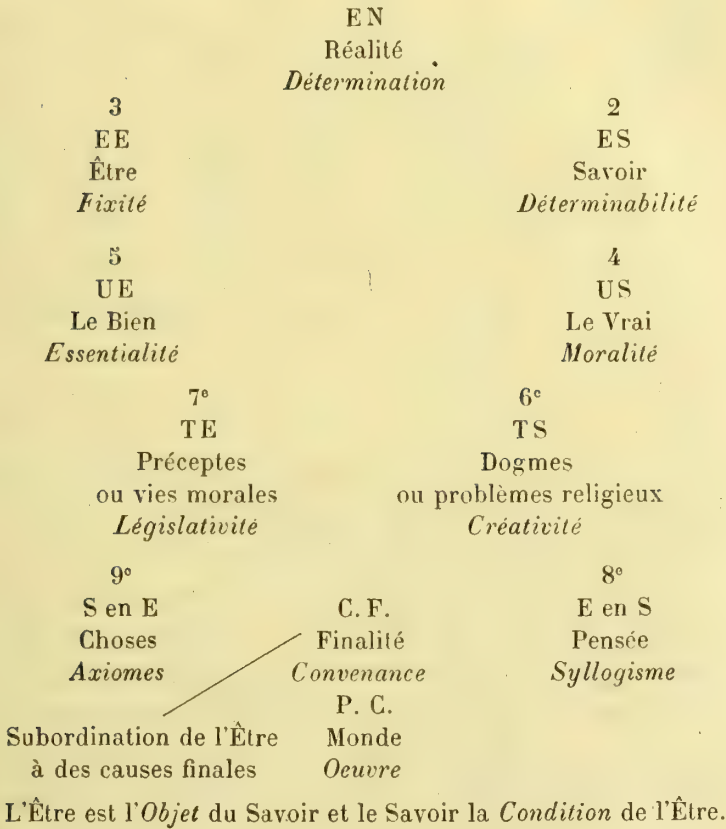 EN
Réalité
Détermination
3 2
EE ES
Être Savoir
Fixité Déterminabilité
5 4
UE US
Le Bien Le Vrai
Essentialité Moralité
7e 6e
TE TS
Préceptes Dogmes
ou vies morales ou problèmes religieux
Législativité Créativité
9e 8e
S en E C. F. E en S
Choses Finalité Pensée
Axiomes Convenance Syllogisme
P. C.
Subordination de l'Être Monde
à des causes finales Oeuvre
L'Être est l'Objet du Savoir et le Savoir la Condition de l'Être.